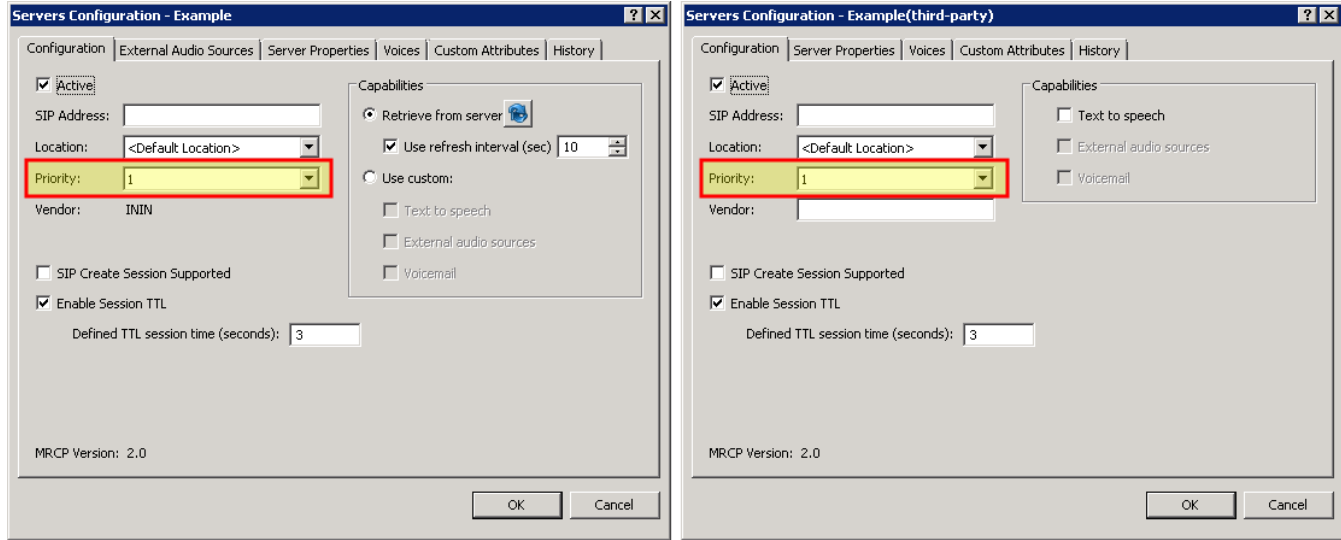 Servers Configuration - Example
Configuration External Audio Sources Server Properties Voices Custom Attributes History
Active
SIP Address:
Location: <Default Location>
Priority: 1
Vendor: ININ
SIP Create Session Supported
Enable Session TTL
Defined TTL session time (seconds): 3
MRCP Version: 2.0
Capabilities
Retrieve from server
Use refresh interval (sec) 10
Use custom:
Text to speech
External audio sources
Voicemail
OK Cancel
Servers Configuration - Example(third-party)
Configuration Server Properties Voices Custom Attributes History
Active
SIP Address:
Location: <Default Location>
Priority: 1
Vendor:
SIP Create Session Supported
Enable Session TTL
Defined TTL session time (seconds): 3
MRCP Version: 2.0
Capabilities
Text to speech
External audio sources
Voicemail
OK Cancel